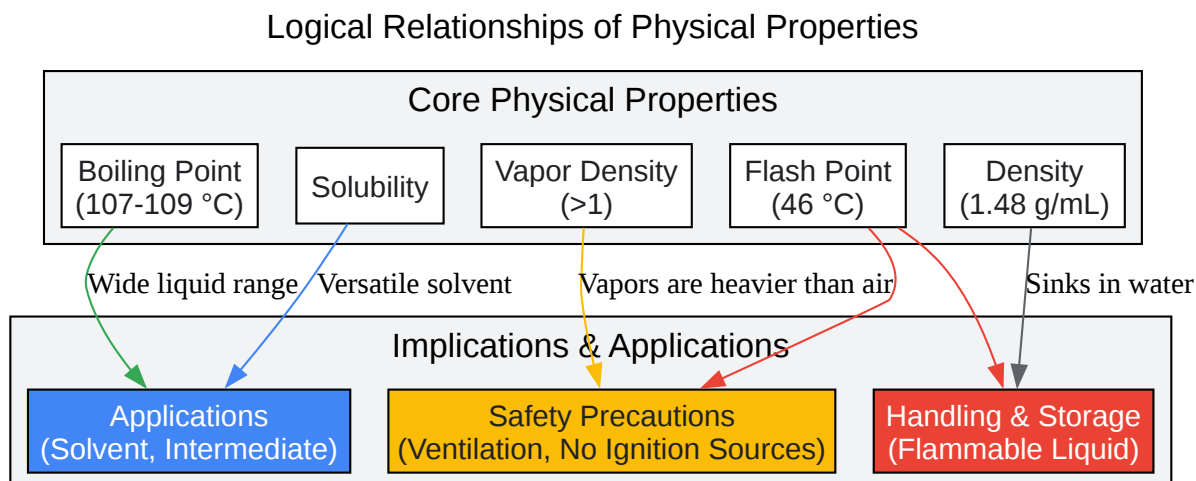 Logical Relationships of Physical Properties
Core Physical Properties
Boiling Point
(107-109 °C)
Solubility
Vapor Density
(>1)
Flash Point
(46 °C)
Density
(1.48 g/mL)
Wide liquid range
Versatile solvent
Vapors are heavier than air
Sinks in water
Implications & Applications
Applications
(Solvent, Intermediate)
Safety Precautions
(Ventilation, No Ignition Sources)
Handling & Storage
(Flammable Liquid)